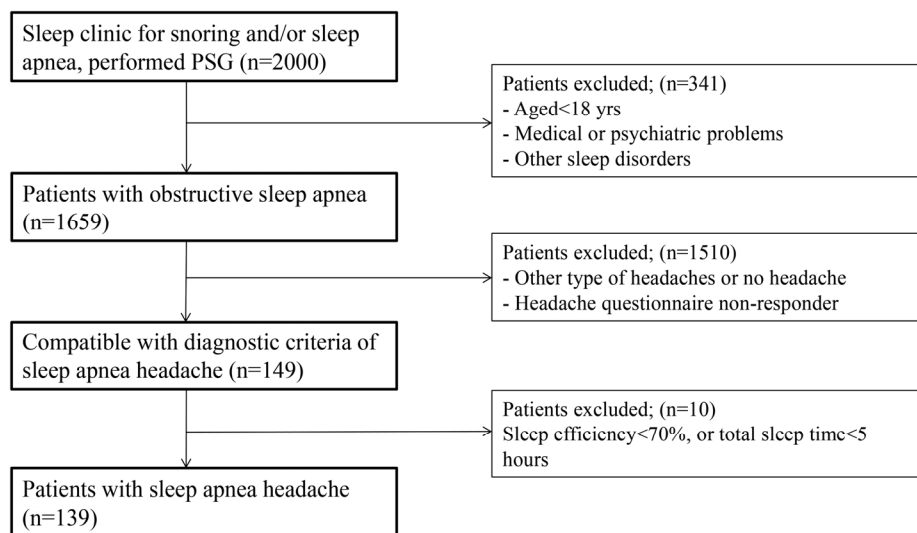 Sleep clinic for snoring and/or sleep
apnea, performed PSG (n=2000)
Patients excluded; (n=341)
- Aged<18 yrs
- Medical or psychiatric problems
- Other sleep disorders
Patients with obstructive sleep apnea
(n=1659)
Patients excluded; (n=1510)
- Other type of headaches or no headache
- Headache questionnaire non-responder
Compatible with diagnostic criteria of
sleep apnea headache (n=149)
Patients excluded; (n=10)
Sleep efficiency<70%, or total sleep time<5
hours
Patients with sleep apnea headache
(n=139)